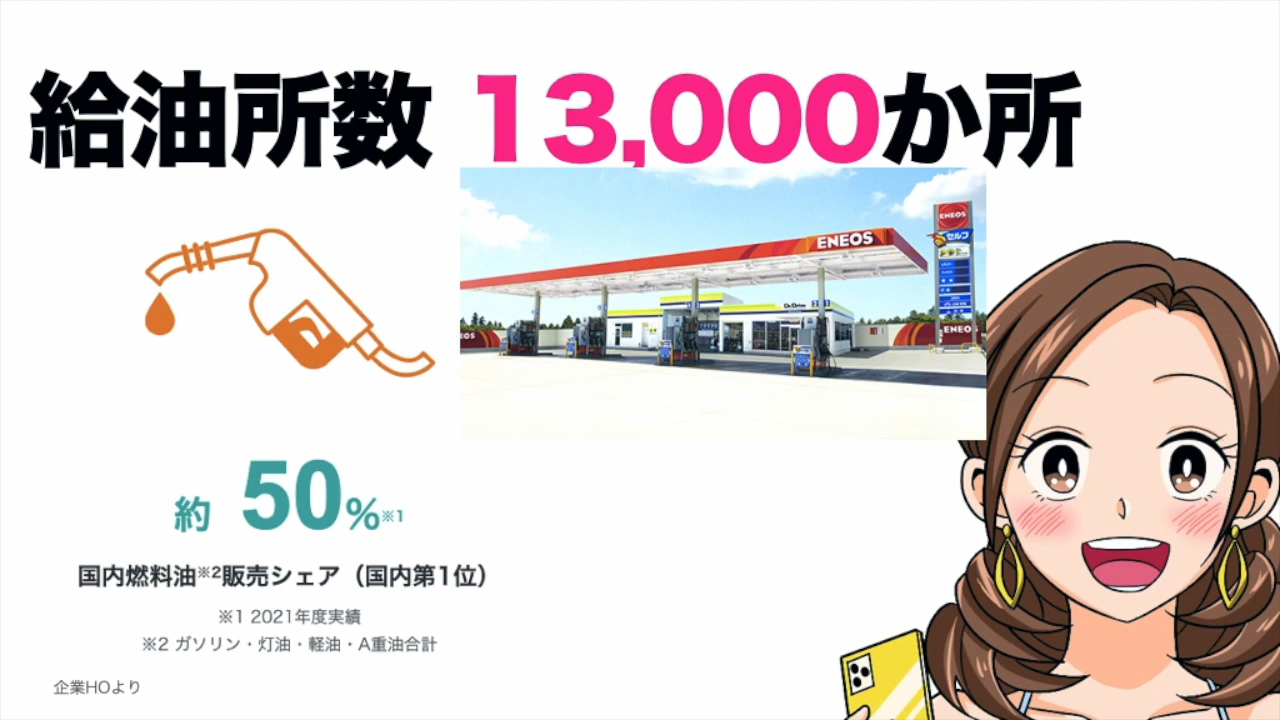 給油所数 13,000か所
ENEOS
ENEOS
セルフ
Dr.Drive
ENEOS
約 50%※1
国内燃料油※2販売シェア（国内第1位）
※1 2021年度実績
※2 ガソリン・灯油・軽油・A重油合計
企業HOより